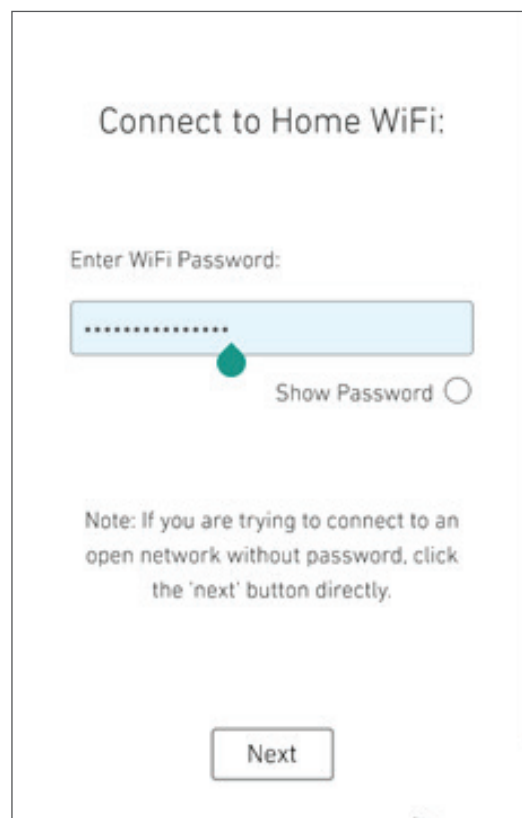 Connect to Home WiFi:
Enter WiFi Password:
•••••••••••••••
Show Password
Note: If you are trying to connect to an
open network without password, click
the 'next' button directly.
Next